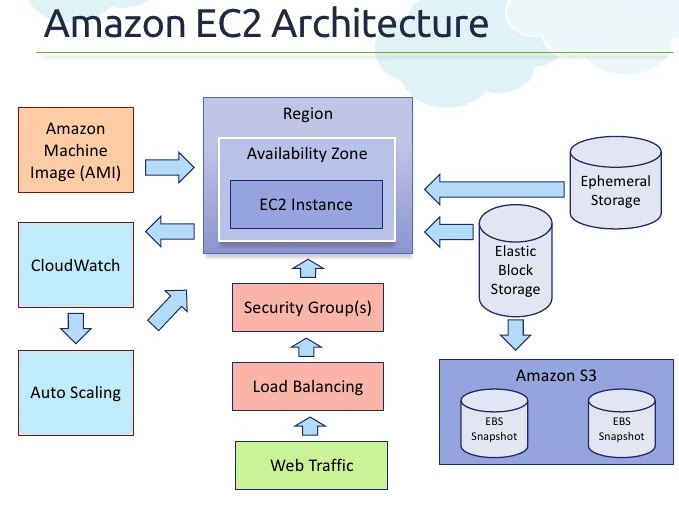 Amazon EC2 Architecture
Amazon
Machine
Image (AMI)
Region
Availability Zone
EC2 Instance
Ephemeral
Storage
CloudWatch
Elastic
Block
Storage
Security Group(s)
Auto Scaling
Load Balancing
Amazon S3
EBS
Snapshot
EBS
Snapshot
Web Traffic